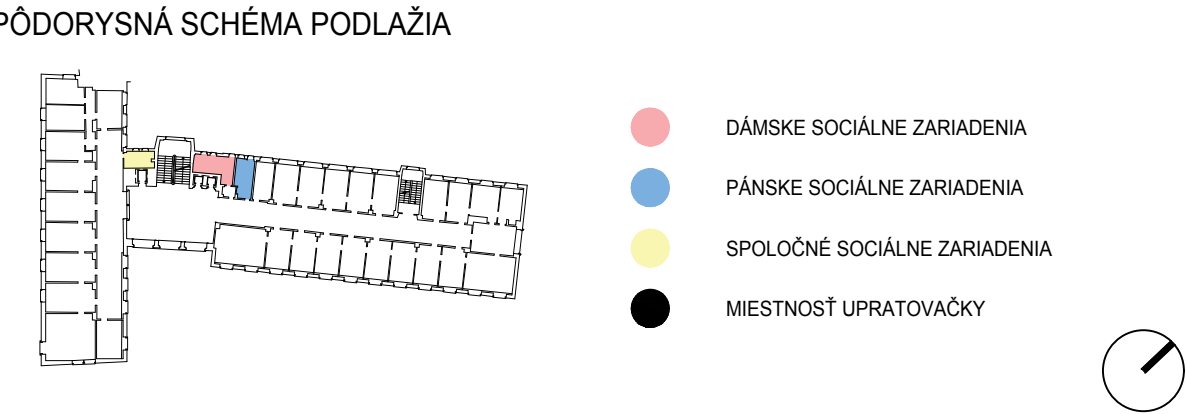 PÔDORYSNÁ SCHÉMA PODLAŽIA
DÁMSKE SOCIÁLNE ZARIADENIA
PÁNSKE SOCIÁLNE ZARIADENIA
SPOLOČNÉ SOCIÁLNE ZARIADENIA
MIESTNOSŤ UPRATOVAČKY